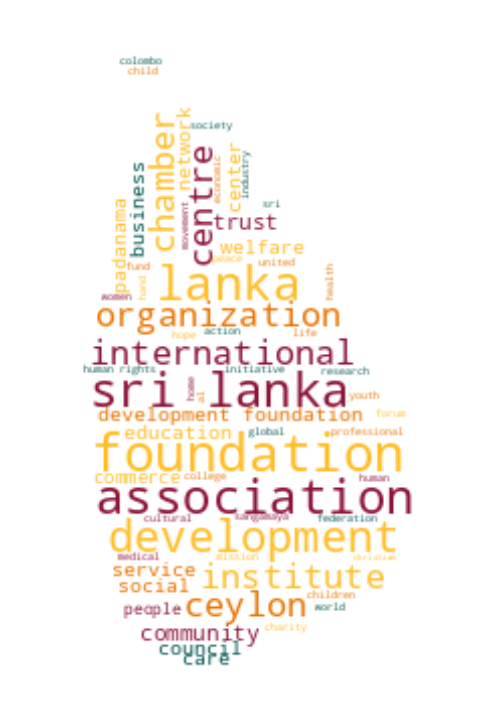 colombo
child
chamber
network
society
centre
economic
center
industry
business
padanama
movement
sri
trust
welfare
peace
united
fund
health
hand
women
lanka
organization
action
hope
life
international
human rights
initiative
research
sri lanka
home
al
youth
development foundation
forum
education
global
professional
foundation
commerce
college
human
association
cultural
sangamaya
federation
development
medical
mission
christian
service
institute
social
children
people
ceylon
world
community
charity
council
care